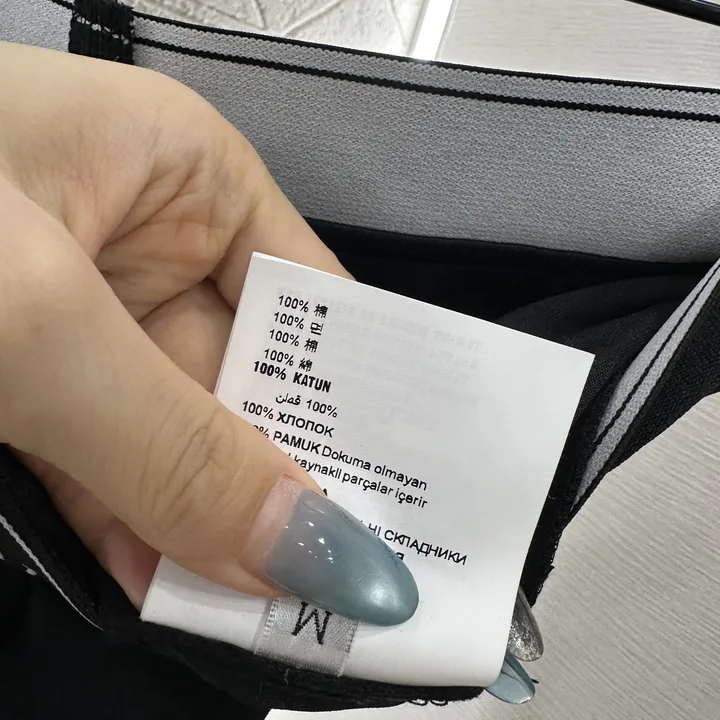 100% 棉
100% 면
100% 棉
100% 綿
100% KATUN
100% قطن
100% ХЛОПОК
% PAMUK Dokuma olmayan
kaynakli parçalar içerir
НІ СКЛАДНИКИ
M